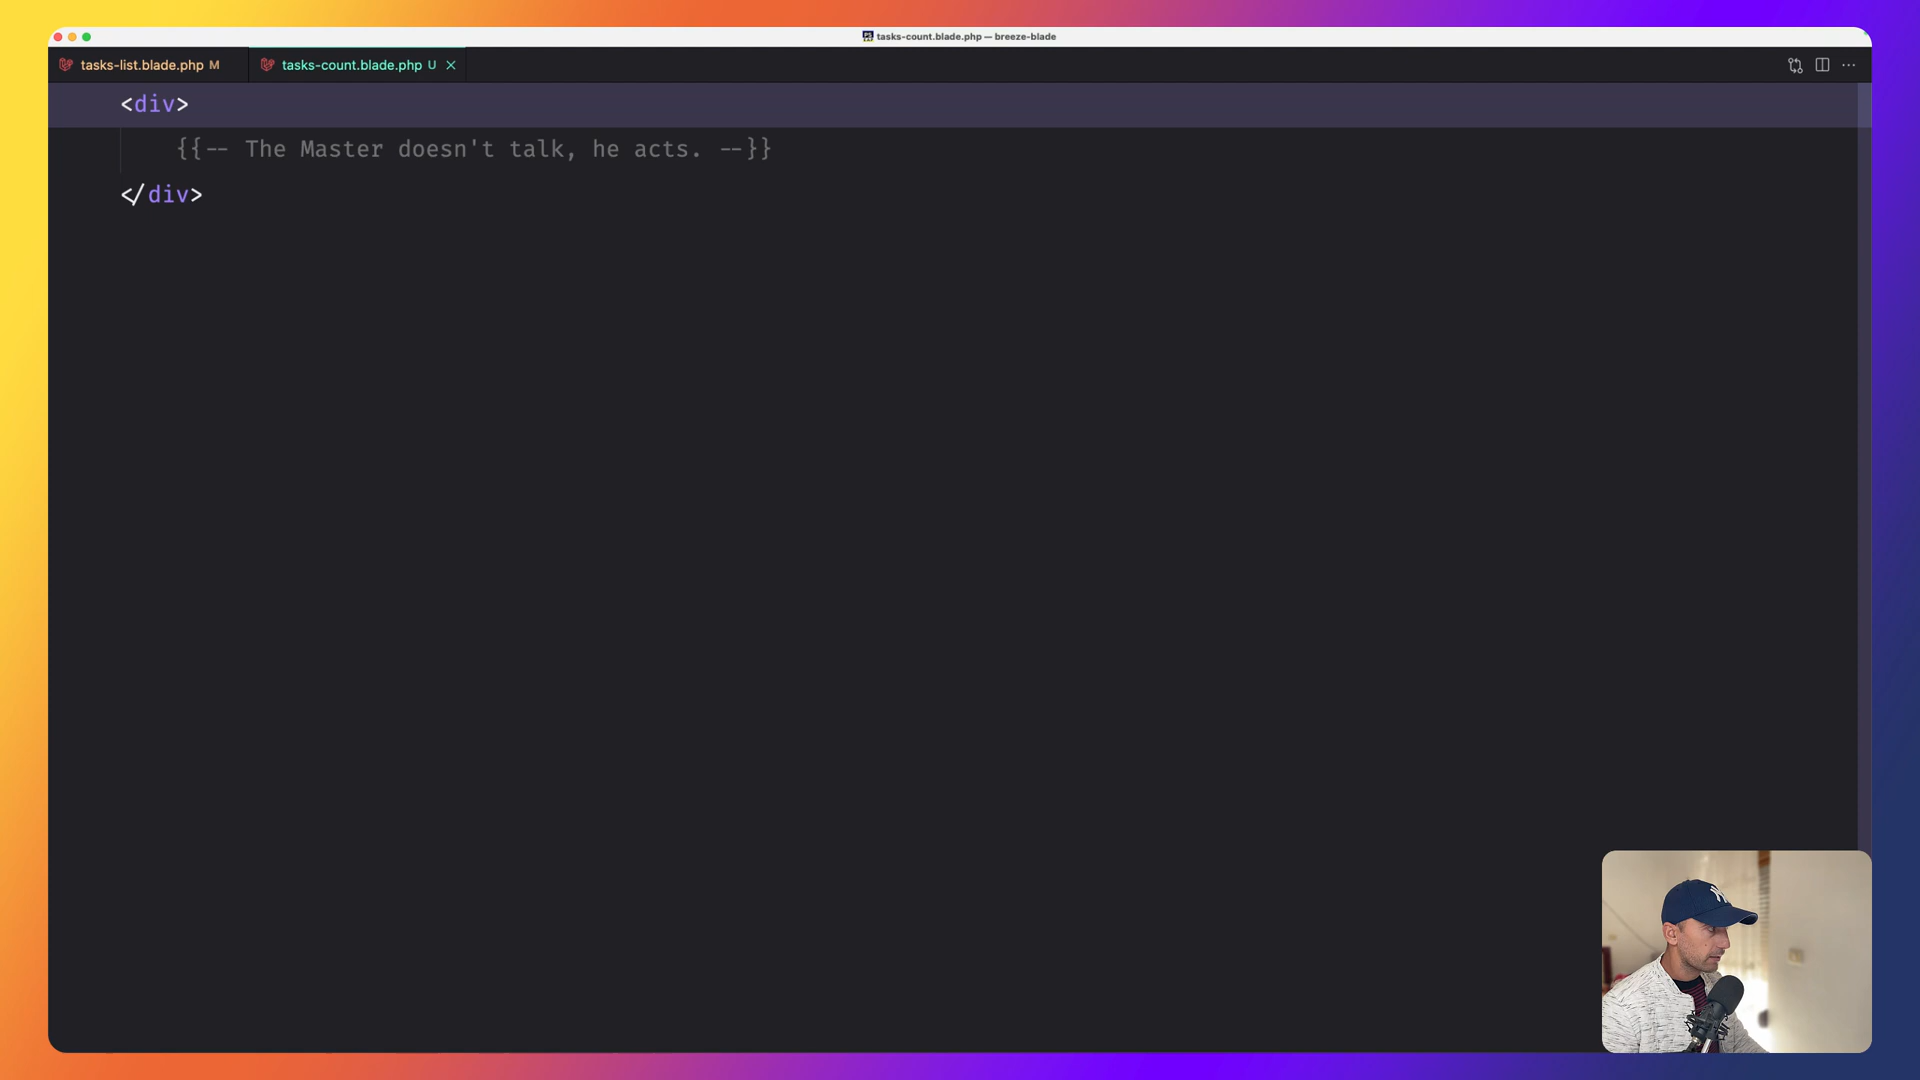 tasks-count.blade.php — breeze-blade
tasks-list.blade.php M
tasks-count.blade.php U
<div>
{{-- The Master doesn't talk, he acts. --}}
</div>